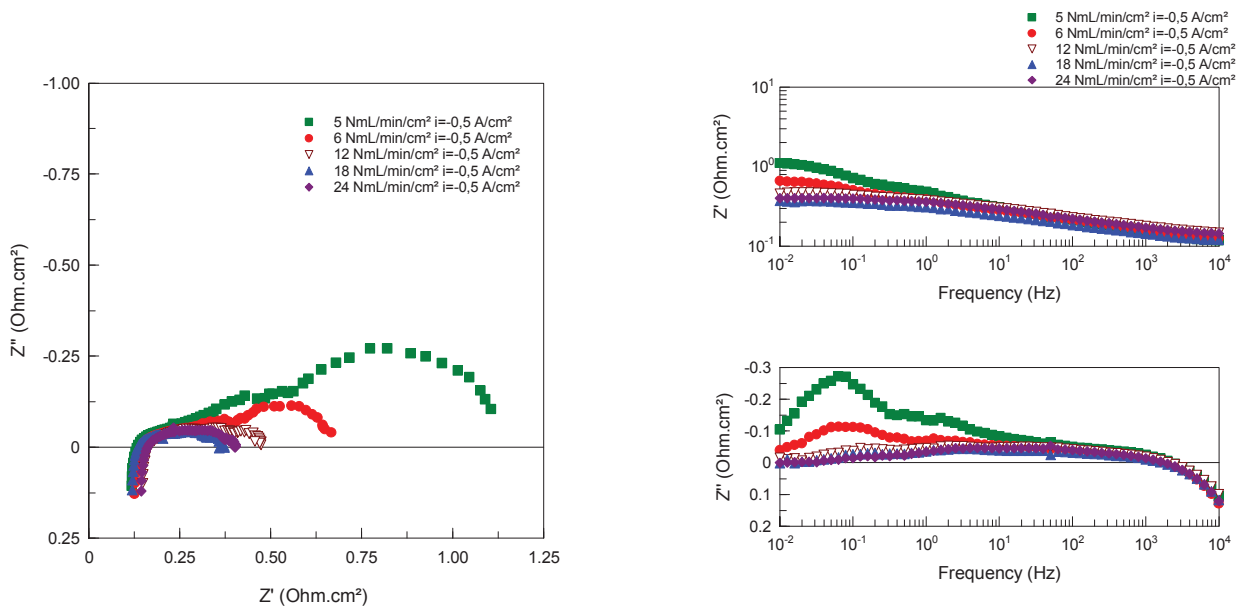 -1.00
-0.75
-0.50
-0.25
0
0.25
Z'' (Ohm.cm²)
0
0.25
0.50
0.75
1.00
1.25
Z' (Ohm.cm²)
5 NmL/min/cm² i=-0,5 A/cm²
6 NmL/min/cm² i=-0,5 A/cm²
12 NmL/min/cm² i=-0,5 A/cm²
18 NmL/min/cm² i=-0,5 A/cm²
24 NmL/min/cm² i=-0,5 A/cm²
5 NmL/min/cm² i=-0,5 A/cm²
6 NmL/min/cm² i=-0,5 A/cm²
12 NmL/min/cm² i=-0,5 A/cm²
18 NmL/min/cm² i=-0,5 A/cm²
24 NmL/min/cm² i=-0,5 A/cm²
10¹
10⁰
10⁻¹
Z' (Ohm.cm²)
10⁻² 10⁻¹ 10⁰ 10¹ 10² 10³ 10⁴
Frequency (Hz)
-0.3
-0.2
-0.1
0
0.1
0.2
Z'' (Ohm.cm²)
10⁻² 10⁻¹ 10⁰ 10¹ 10² 10³ 10⁴
Frequency (Hz)